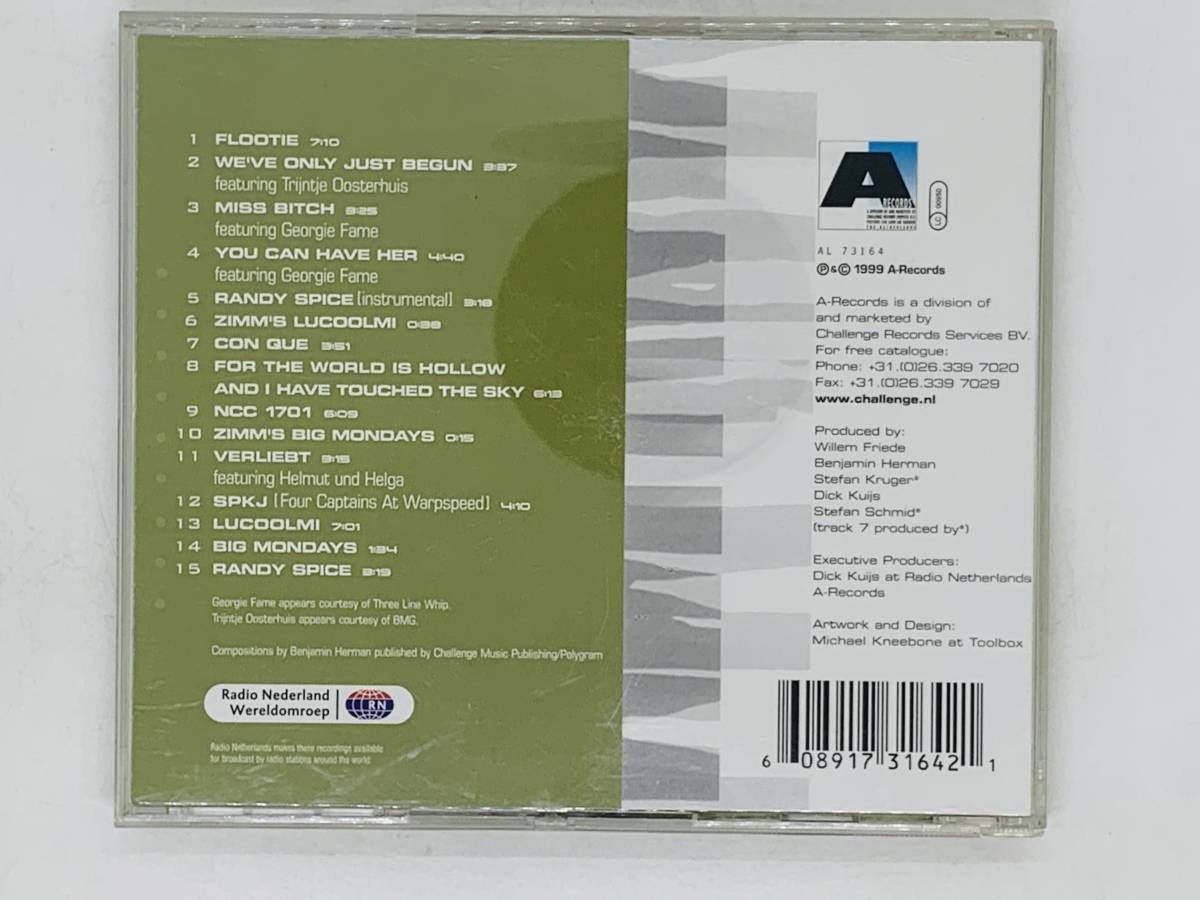 1 FLOOTIE 7:10
2 WE'VE ONLY JUST BEGUN 3:37
featuring Trijntje Oosterhuis
3 MISS BITCH 3:25
featuring Georgie Fame
4 YOU CAN HAVE HER 4:40
featuring Georgie Fame
5 RANDY SPICE [instrumental] 3:18
6 ZIMM'S LUCOOLMI 0:38
7 CON QUE 3:51
8 FOR THE WORLD IS HOLLOW
AND I HAVE TOUCHED THE SKY 6:13
9 NCC 1701 6:09
10 ZIMM'S BIG MONDAYS 0:15
11 VERLIEBT 3:15
featuring Helmut und Helga
12 SPKJ [Four Captains At Warpspeed] 4:10
13 LUCOOLMI 7:01
14 BIG MONDAYS 1:34
15 RANDY SPICE 3:19
Georgie Fame appears courtesy of Three Line Whip.
Trijntje Oosterhuis appears courtesy of BMG.
Compositions by Benjamin Herman published by Challenge Music Publishing/Polygram
Radio Nederland
Wereldomroep
RN
Radio Netherlands makes there recordings available
for broadcast by radio stations around the world
A
RECORDS
THE NETHERLANDS
LC
AL 73164
Ⓟ&© 1999 A-Records
A-Records is a division of
and marketed by
Challenge Records Services BV.
For free catalogue:
Phone: +31.(0)26.339 7020
Fax: +31.(0)26.339 7029
www.challenge.nl
Produced by:
Willem Friede
Benjamin Herman
Stefan Kruger*
Dick Kuijs
Stefan Schmid*
(track 7 produced by*)
Executive Producers:
Dick Kuijs at Radio Netherlands
A-Records
Artwork and Design:
Michael Kneebone at Toolbox
6 08917 31642 1